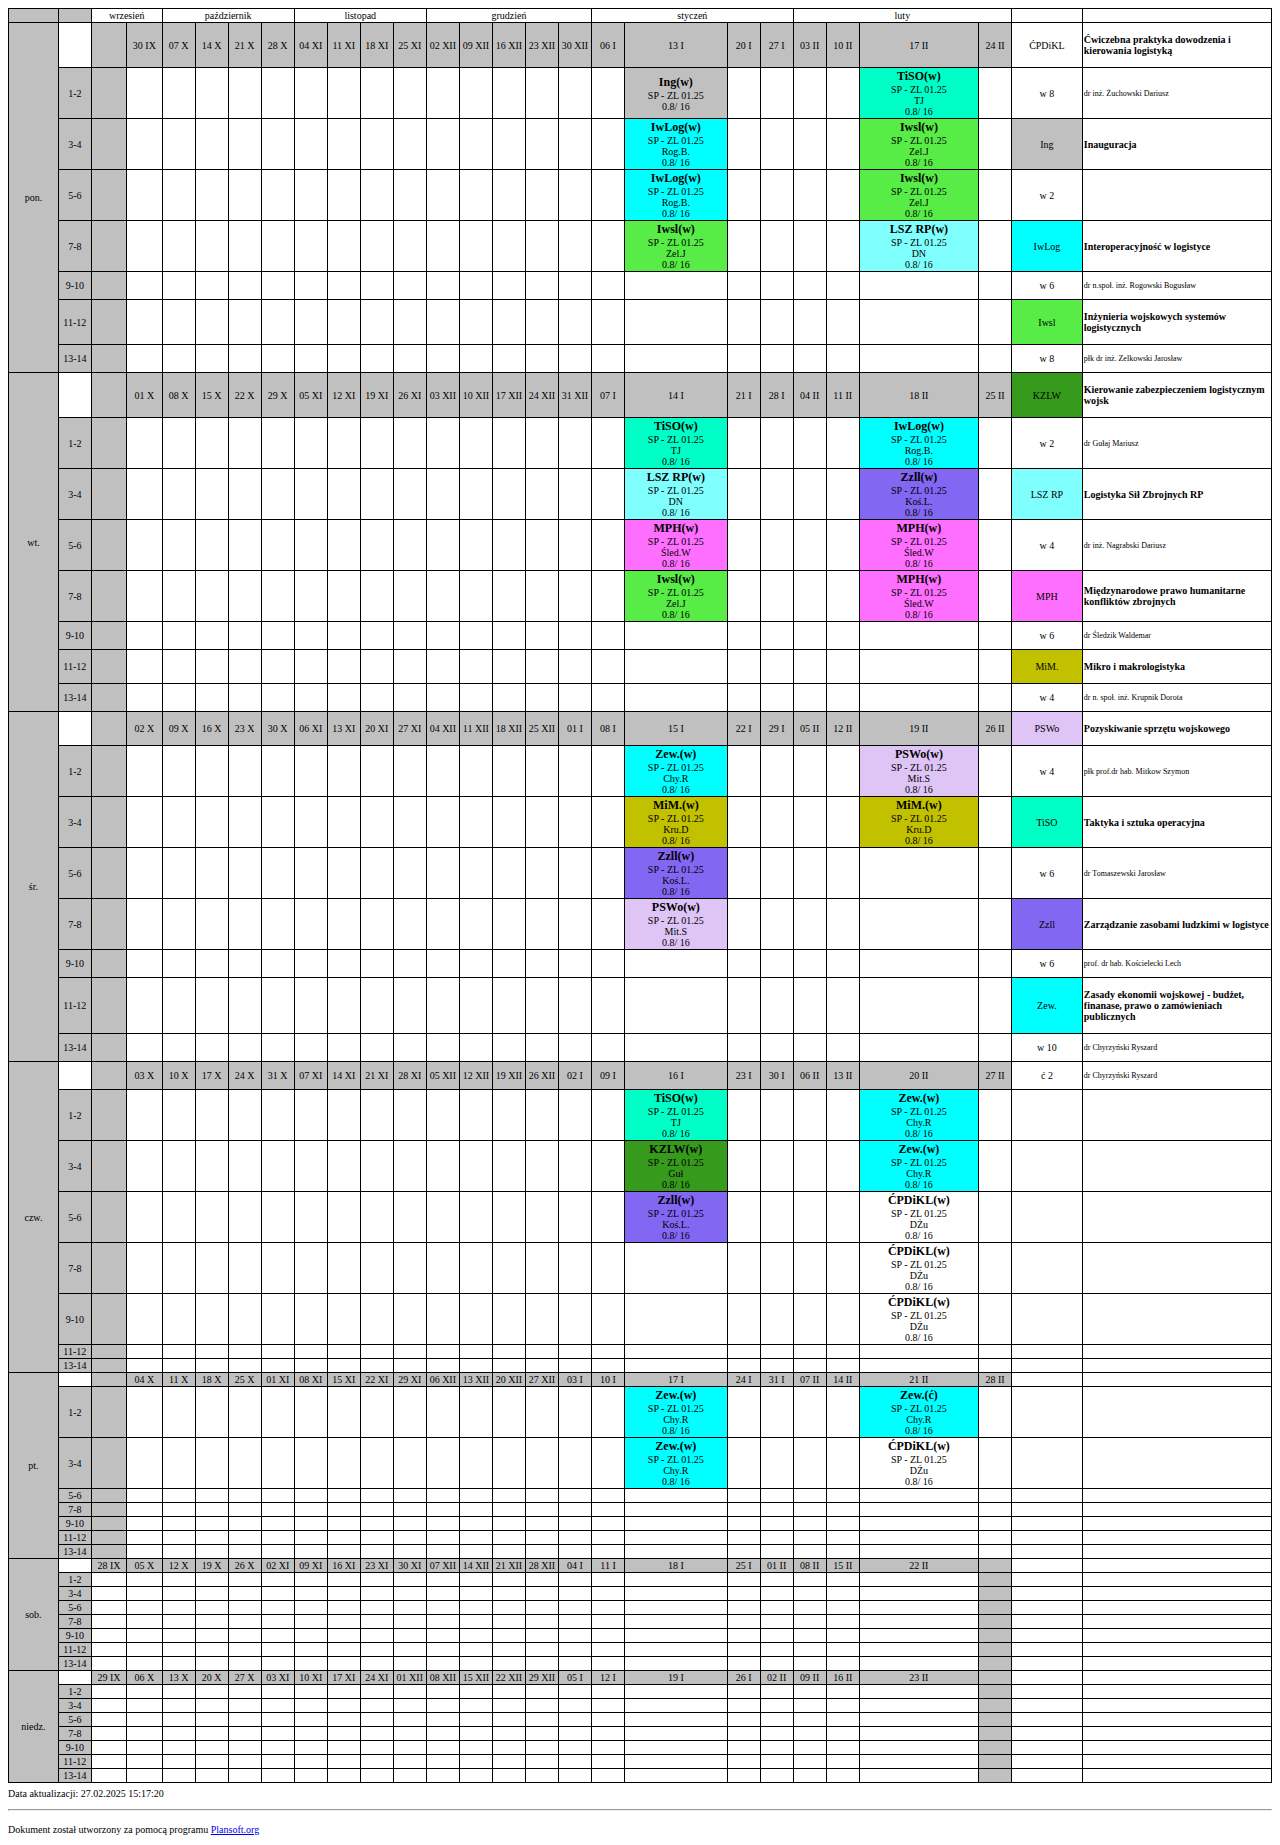 wrzesień październik listopad grudzień styczeń luty
pon. 30 IX 07 X 14 X 21 X 28 X 04 XI 11 XI 18 XI 25 XI 02 XII 09 XII 16 XII 23 XII 30 XII 06 I 13 I 20 I 27 I 03 II 10 II 17 II 24 II ĆPDiKL Ćwiczebna praktyka dowodzenia i kierowania logistyką
1-2 Ing(w) SP - ZL 01.25 0.8/ 16 TiSO(w) SP - ZL 01.25 TJ 0.8/ 16 w 8 dr inż. Żuchowski Dariusz
3-4 IwLog(w) SP - ZL 01.25 Rog.B. 0.8/ 16 Iwsl(w) SP - ZL 01.25 Zel.J 0.8/ 16 Ing Inauguracja
5-6 IwLog(w) SP - ZL 01.25 Rog.B. 0.8/ 16 Iwsl(w) SP - ZL 01.25 Zel.J 0.8/ 16 w 2
7-8 Iwsl(w) SP - ZL 01.25 Zel.J 0.8/ 16 LSZ RP(w) SP - ZL 01.25 DN 0.8/ 16 IwLog Interoperacyjność w logistyce
9-10 w 6 dr n.społ. inż. Rogowski Bogusław
11-12 Iwsl Inżynieria wojskowych systemów logistycznych
13-14 w 8 płk dr inż. Zelkowski Jarosław
wt. 01 X 08 X 15 X 22 X 29 X 05 XI 12 XI 19 XI 26 XI 03 XII 10 XII 17 XII 24 XII 31 XII 07 I 14 I 21 I 28 I 04 II 11 II 18 II 25 II KZLW Kierowanie zabezpieczeniem logistycznym wojsk
1-2 TiSO(w) SP - ZL 01.25 TJ 0.8/ 16 IwLog(w) SP - ZL 01.25 Rog.B. 0.8/ 16 w 2 dr Gułaj Mariusz
3-4 LSZ RP(w) SP - ZL 01.25 DN 0.8/ 16 Zzll(w) SP - ZL 01.25 Koś.L. 0.8/ 16 LSZ RP Logistyka Sił Zbrojnych RP
5-6 MPH(w) SP - ZL 01.25 Śled.W 0.8/ 16 MPH(w) SP - ZL 01.25 Śled.W 0.8/ 16 w 4 dr inż. Nagrabski Dariusz
7-8 Iwsl(w) SP - ZL 01.25 Zel.J 0.8/ 16 MPH(w) SP - ZL 01.25 Śled.W 0.8/ 16 MPH Międzynarodowe prawo humanitarne konfliktów zbrojnych
9-10 w 6 dr Śledzik Waldemar
11-12 MiM. Mikro i makrologistyka
13-14 w 4 dr n. społ. inż. Krupnik Dorota
śr. 02 X 09 X 16 X 23 X 30 X 06 XI 13 XI 20 XI 27 XI 04 XII 11 XII 18 XII 25 XII 01 I 08 I 15 I 22 I 29 I 05 II 12 II 19 II 26 II PSWo Pozyskiwanie sprzętu wojskowego
1-2 Zew.(w) SP - ZL 01.25 Chy.R 0.8/ 16 PSWo(w) SP - ZL 01.25 Mit.S 0.8/ 16 w 4 płk prof.dr hab. Mitkow Szymon
3-4 MiM.(w) SP - ZL 01.25 Kru.D 0.8/ 16 MiM.(w) SP - ZL 01.25 Kru.D 0.8/ 16 TiSO Taktyka i sztuka operacyjna
5-6 Zzll(w) SP - ZL 01.25 Koś.L. 0.8/ 16 w 6 dr Tomaszewski Jarosław
7-8 PSWo(w) SP - ZL 01.25 Mit.S 0.8/ 16 Zzll Zarządzanie zasobami ludzkimi w logistyce
9-10 w 6 prof. dr hab. Kościelecki Lech
11-12 Zew. Zasady ekonomii wojskowej - budżet, finanase, prawo o zamówieniach publicznych
13-14 w 10 dr Chyrzyński Ryszard
czw. 03 X 10 X 17 X 24 X 31 X 07 XI 14 XI 21 XI 28 XI 05 XII 12 XII 19 XII 26 XII 02 I 09 I 16 I 23 I 30 I 06 II 13 II 20 II 27 II ć 2 dr Chyrzyński Ryszard
1-2 TiSO(w) SP - ZL 01.25 TJ 0.8/ 16 Zew.(w) SP - ZL 01.25 Chy.R 0.8/ 16
3-4 KZLW(w) SP - ZL 01.25 Guł 0.8/ 16 Zew.(w) SP - ZL 01.25 Chy.R 0.8/ 16
5-6 Zzll(w) SP - ZL 01.25 Koś.L. 0.8/ 16 ĆPDiKL(w) SP - ZL 01.25 DŻu 0.8/ 16
7-8 ĆPDiKL(w) SP - ZL 01.25 DŻu 0.8/ 16
9-10 ĆPDiKL(w) SP - ZL 01.25 DŻu 0.8/ 16
11-12
13-14
pt. 04 X 11 X 18 X 25 X 01 XI 08 XI 15 XI 22 XI 29 XI 06 XII 13 XII 20 XII 27 XII 03 I 10 I 17 I 24 I 31 I 07 II 14 II 21 II 28 II
1-2 Zew.(w) SP - ZL 01.25 Chy.R 0.8/ 16 Zew.(ć) SP - ZL 01.25 Chy.R 0.8/ 16
3-4 Zew.(w) SP - ZL 01.25 Chy.R 0.8/ 16 ĆPDiKL(w) SP - ZL 01.25 DŻu 0.8/ 16
5-6
7-8
9-10
11-12
13-14
sob. 28 IX 05 X 12 X 19 X 26 X 02 XI 09 XI 16 XI 23 XI 30 XI 07 XII 14 XII 21 XII 28 XII 04 I 11 I 18 I 25 I 01 II 08 II 15 II 22 II
1-2
3-4
5-6
7-8
9-10
11-12
13-14
niedz. 29 IX 06 X 13 X 20 X 27 X 03 XI 10 XI 17 XI 24 XI 01 XII 08 XII 15 XII 22 XII 29 XII 05 I 12 I 19 I 26 I 02 II 09 II 16 II 23 II
1-2
3-4
5-6
7-8
9-10
11-12
13-14
Data aktualizacji: 27.02.2025 15:17:20
Dokument został utworzony za pomocą programu Plansoft.org